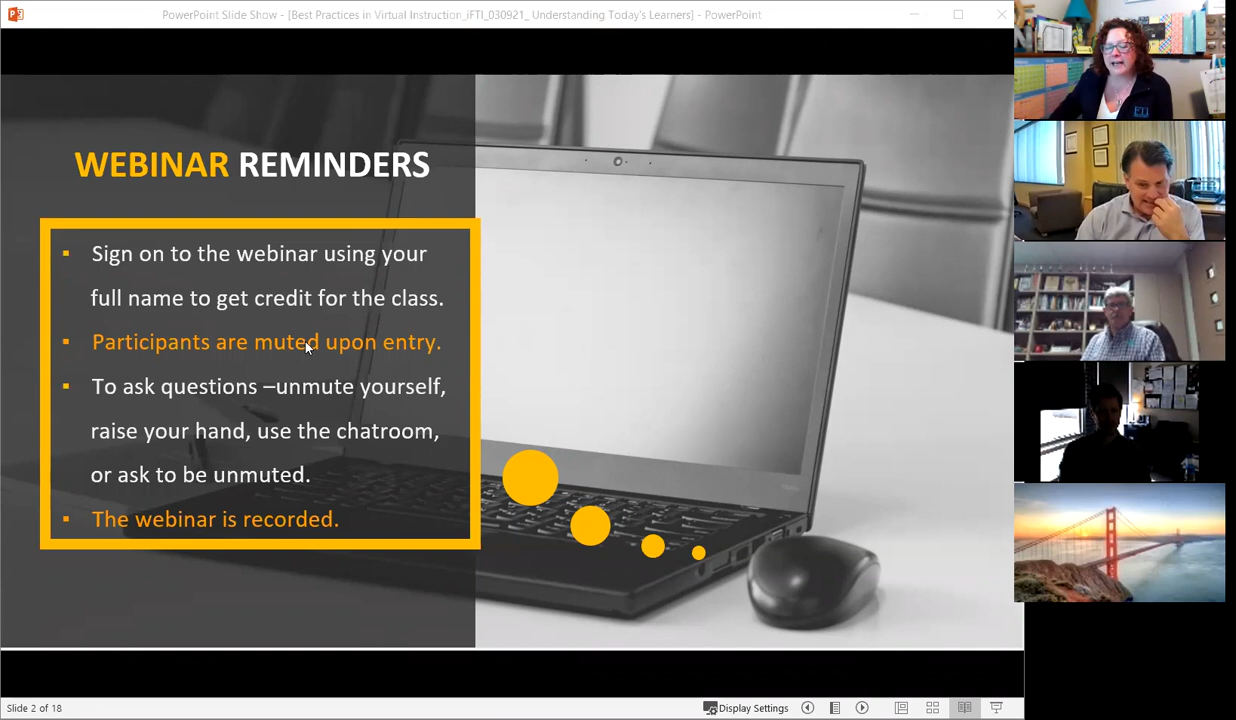 PowerPoint Slide Show - [Best Practices in Virtual Instruction_iFTI_030921_ Understanding Today's Learners] - PowerPoint
WEBINAR REMINDERS
▪ Sign on to the webinar using your
full name to get credit for the class.
▪ Participants are muted upon entry.
▪ To ask questions –unmute yourself,
raise your hand, use the chatroom,
or ask to be unmuted.
▪ The webinar is recorded.
FTI
Slide 2 of 18
Display Settings